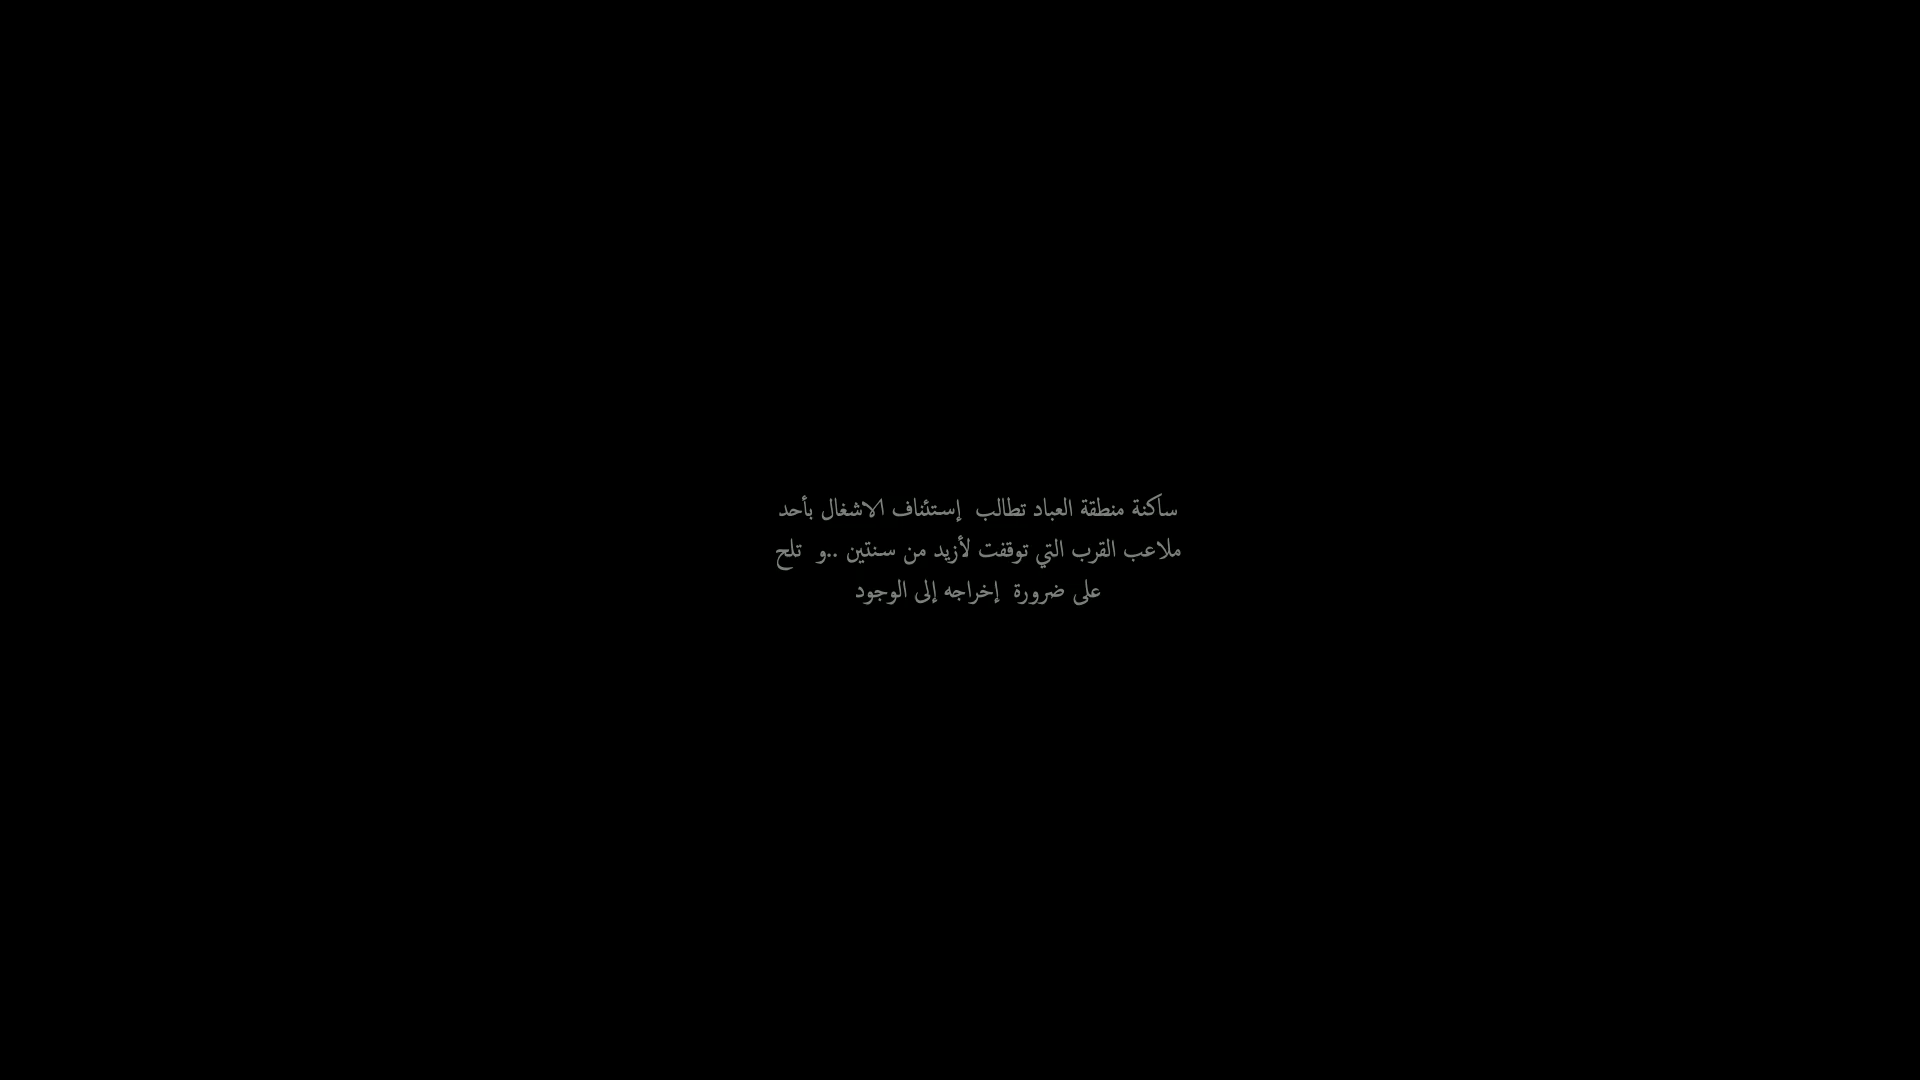 ساكنة منطقة العباد تطالب  إستئناف الاشغال بأحد
ملاعب القرب التي توقفت لأزيد من سنتين ..و  تلح
على ضرورة  إخراجه إلى الوجود